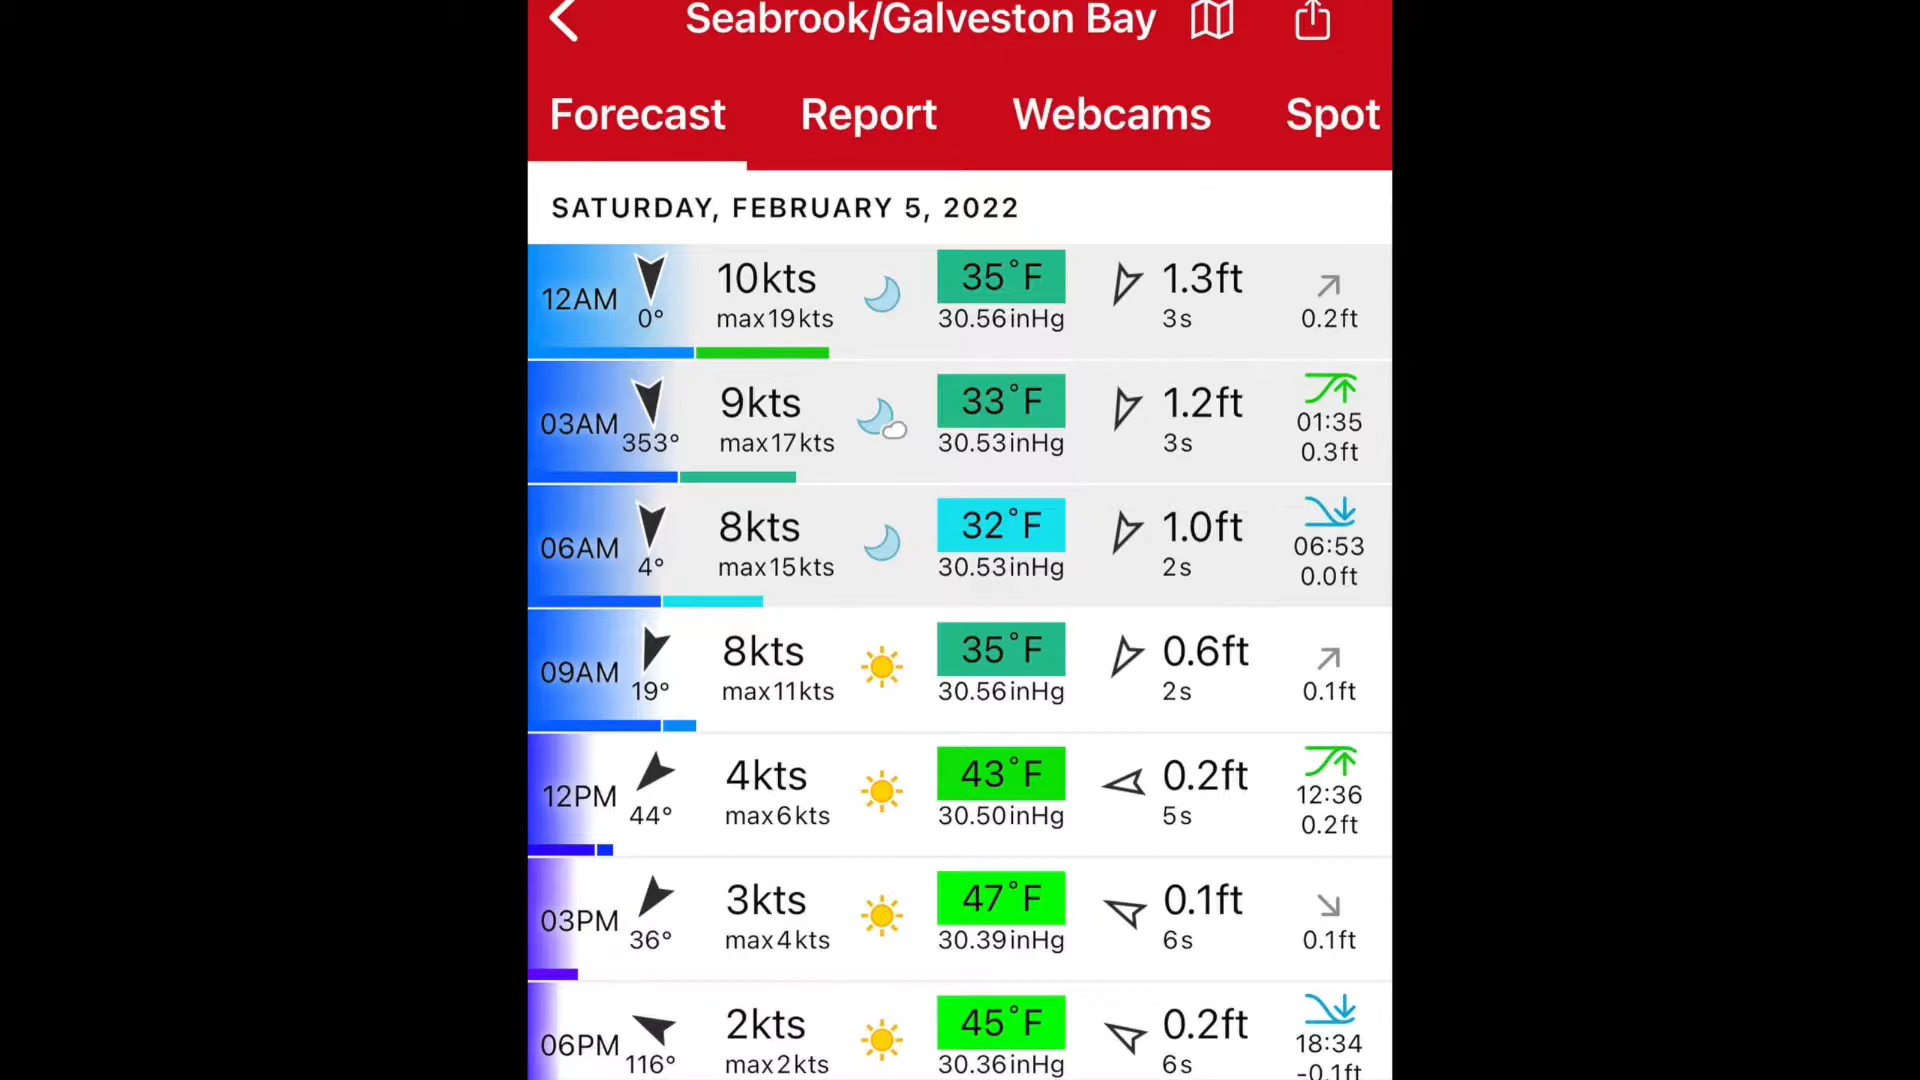 Seabrook/Galveston Bay
Forecast Report Webcams Spot
SATURDAY, FEBRUARY 5, 2022
12AM 0° 10kts max19kts 35°F 30.56inHg 1.3ft 3s 0.2ft
03AM 353° 9kts max17kts 33°F 30.53inHg 1.2ft 3s 01:35 0.3ft
06AM 4° 8kts max15kts 32°F 30.53inHg 1.0ft 2s 06:53 0.0ft
09AM 19° 8kts max11kts 35°F 30.56inHg 0.6ft 2s 0.1ft
12PM 44° 4kts max6kts 43°F 30.50inHg 0.2ft 5s 12:36 0.2ft
03PM 36° 3kts max4kts 47°F 30.39inHg 0.1ft 6s 0.1ft
06PM 116° 2kts max2kts 45°F 30.36inHg 0.2ft 6s 18:34 -0.1ft